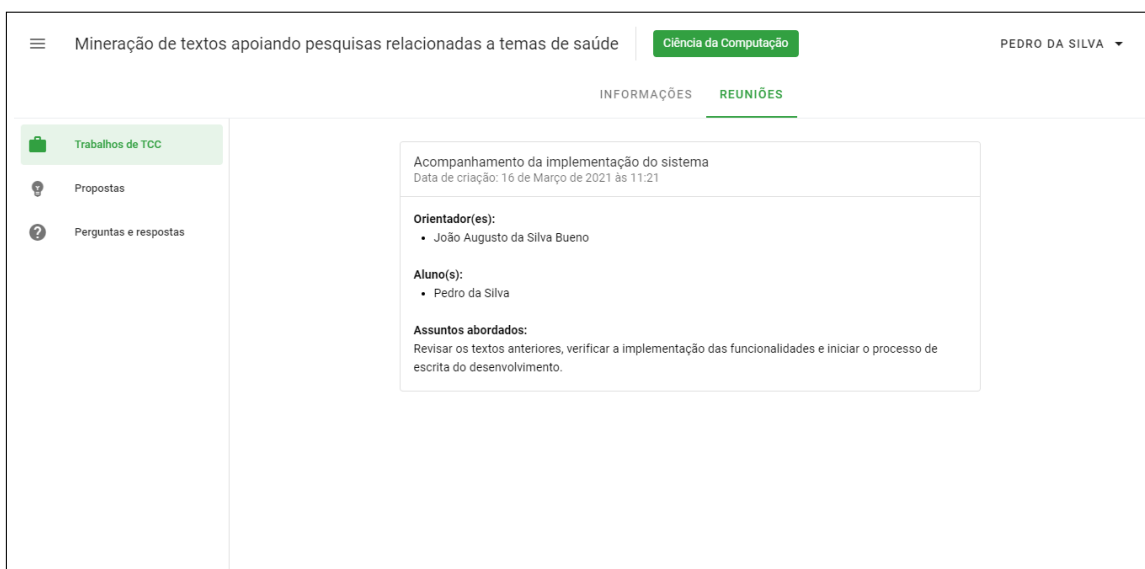 Mineração de textos apoiando pesquisas relacionadas a temas de saúde
Ciência da Computação
PEDRO DA SILVA
INFORMAÇÕES
REUNIÕES
Trabalhos de TCC
Propostas
Perguntas e respostas
Acompanhamento da implementação do sistema
Data de criação: 16 de Março de 2021 às 11:21
Orientador(es):
• João Augusto da Silva Bueno
Aluno(s):
• Pedro da Silva
Assuntos abordados:
Revisar os textos anteriores, verificar a implementação das funcionalidades e iniciar o processo de
escrita do desenvolvimento.